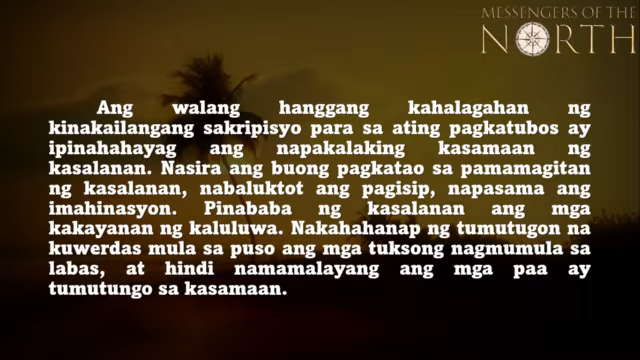 MESSENGERS OF THE
NORTH
Ang walang hanggang kahalagahan ng
kinakailangang sakripisyo para sa ating pagkatubos ay
ipinahahayag ang napakalaking kasamaan ng
kasalanan. Nasira ang buong pagkatao sa pamamagitan
ng kasalanan, nabaluktot ang pagisip, napasama ang
imahinasyon. Pinababa ng kasalanan ang mga
kakayanan ng kaluluwa. Nakahahanap ng tumutugon na
kuwerdas mula sa puso ang mga tuksong nagmumula sa
labas, at hindi namamalayang ang mga paa ay
tumutungo sa kasamaan.